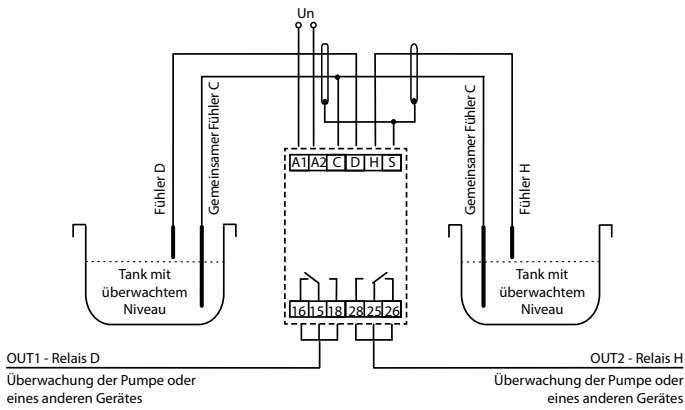 Un
Fühler D
Gemeinsamer Fühler C
Gemeinsamer Fühler C
Fühler H
A1 A2 C D H S
Tank mit
überwachtem
Niveau
Tank mit
überwachtem
Niveau
16 15 18 28 25 26
OUT1 - Relais D
Überwachung der Pumpe oder
eines anderen Gerätes
OUT2 - Relais H
Überwachung der Pumpe oder
eines anderen Gerätes